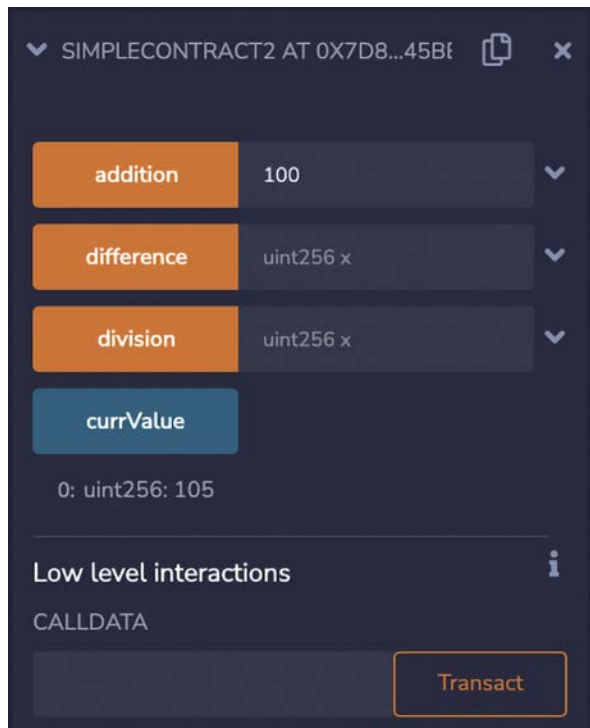 SIMPLECONTRACT2 AT 0X7D8...45BE
addition 100
difference uint256 x
division uint256 x
currValue
0: uint256: 105
Low level interactions
CALLDATA
Transact